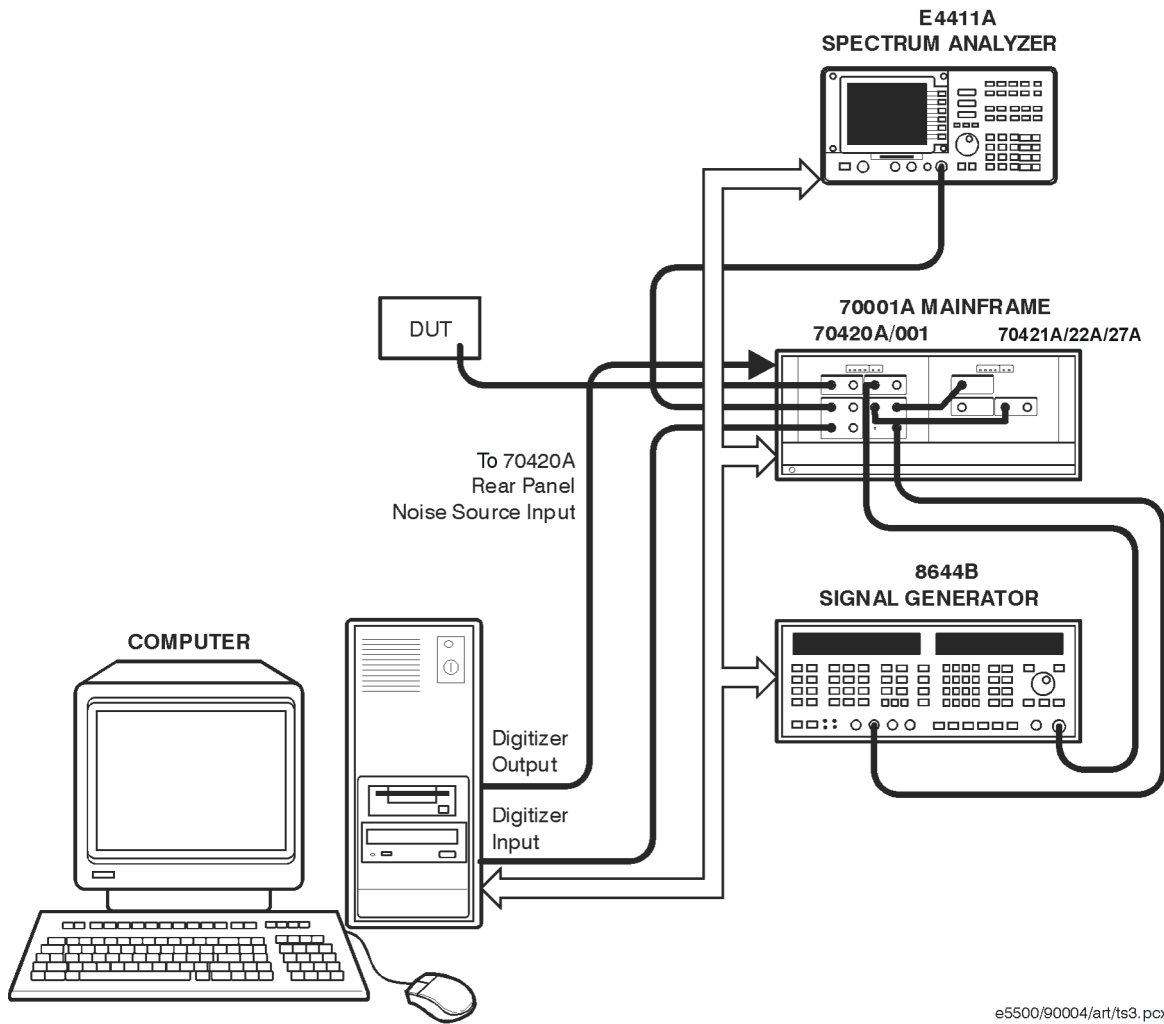 E4411A
SPECTRUM ANALYZER
70001A MAINFRAME
70420A/001
70421A/22A/27A
DUT
To 70420A
Rear Panel
Noise Source Input
8644B
SIGNAL GENERATOR
COMPUTER
Digitizer
Output
Digitizer
Input
e5500/90004/art/ts3.pcx